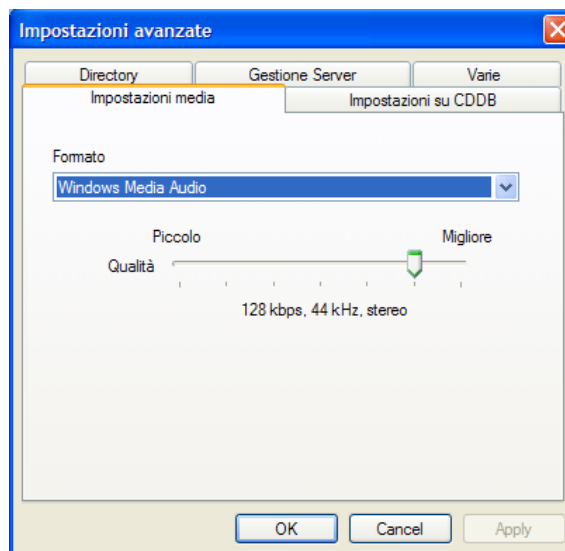 Impostazioni avanzate
Directory Gestione Server Varie
Impostazioni media Impostazioni su CDDB
Formato
Windows Media Audio
Piccolo Migliore
Qualità
128 kbps, 44 kHz, stereo
OK Cancel Apply